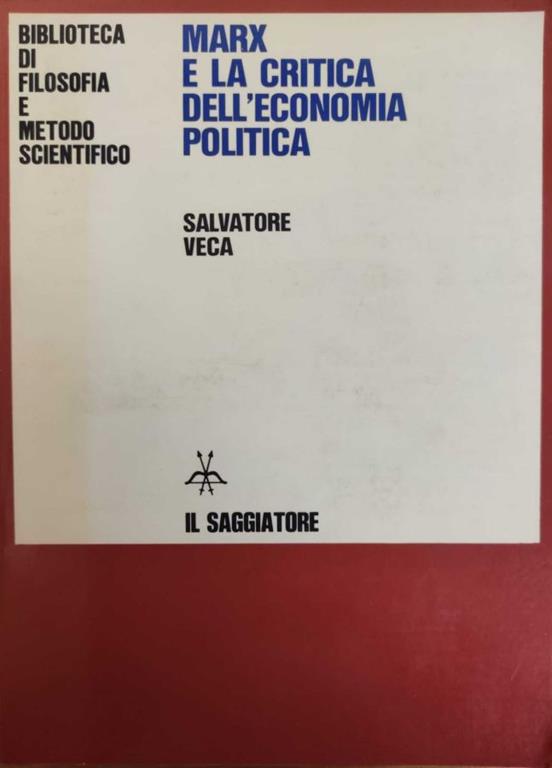 BIBLIOTECA
DI
FILOSOFIA
E
METODO
SCIENTIFICO
MARX
E LA CRITICA
DELL'ECONOMIA
POLITICA
SALVATORE
VECA
IL SAGGIATORE